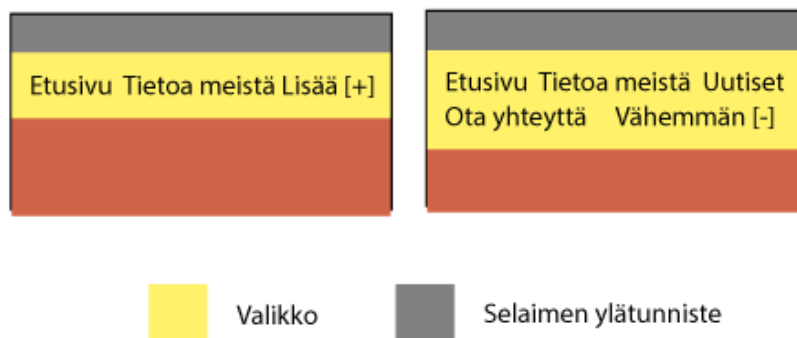 Etusivu Tietoa meistä Lisää [+]
Etusivu Tietoa meistä Uutiset
Ota yhteyttä Vähemmän [-]
Valikko
Selaimen ylätunniste